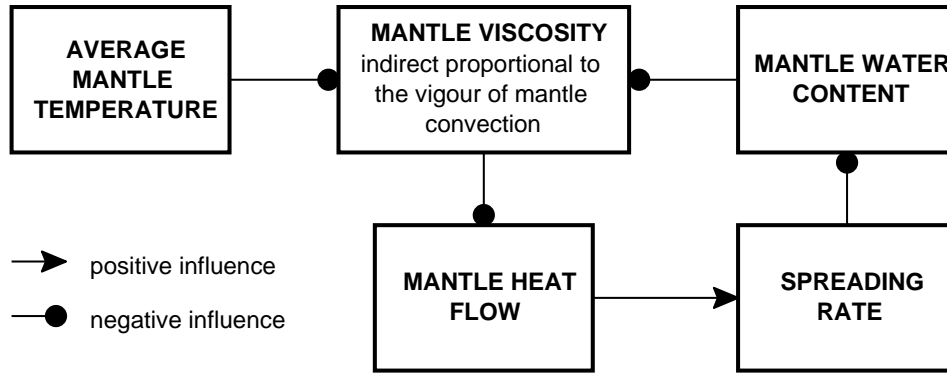 AVERAGE
MANTLE
TEMPERATURE
MANTLE VISCOSITY
indirect proportional to
the vigour of mantle
convection
MANTLE WATER
CONTENT
positive influence
negative influence
MANTLE HEAT
FLOW
SPREADING
RATE